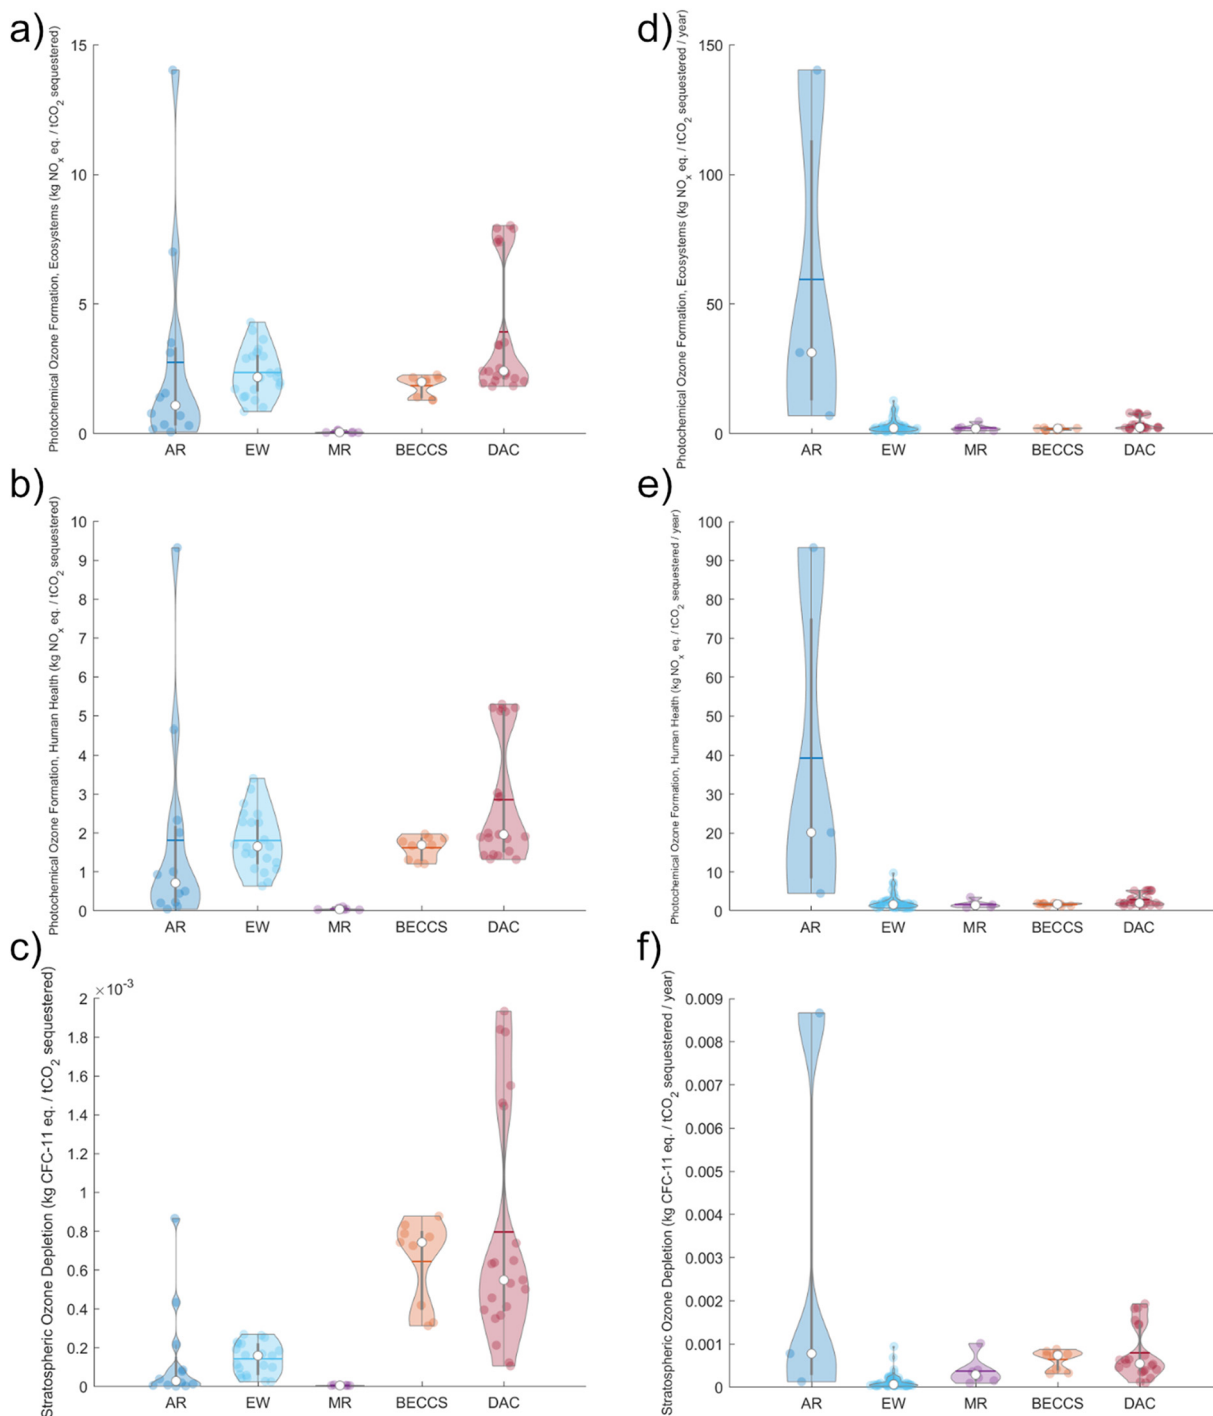 a)
Photochemical Ozone Formation, Ecosystems (kg NOx eq. / tCO2 sequestered)
15
10
5
0
AR EW MR BECCS DAC
d)
Photochemical Ozone Formation, Ecosystems (kg NOx eq. / tCO2 sequestered / year)
150
100
50
0
AR EW MR BECCS DAC
b)
Photochemical Ozone Formation, Human Health (kg NOx eq. / tCO2 sequestered)
10
9
8
7
6
5
4
3
2
1
0
AR EW MR BECCS DAC
e)
Photochemical Ozone Formation, Human Health (kg NOx eq. / tCO2 sequestered / year)
100
90
80
70
60
50
40
30
20
10
0
AR EW MR BECCS DAC
c)
Stratospheric Ozone Depletion (kg CFC-11 eq. / tCO2 sequestered)
×10-3
2
1.8
1.6
1.4
1.2
1
0.8
0.6
0.4
0.2
0
AR EW MR BECCS DAC
f)
Stratospheric Ozone Depletion (kg CFC-11 eq. / tCO2 sequestered / year)
0.009
0.008
0.007
0.006
0.005
0.004
0.003
0.002
0.001
0
AR EW MR BECCS DAC